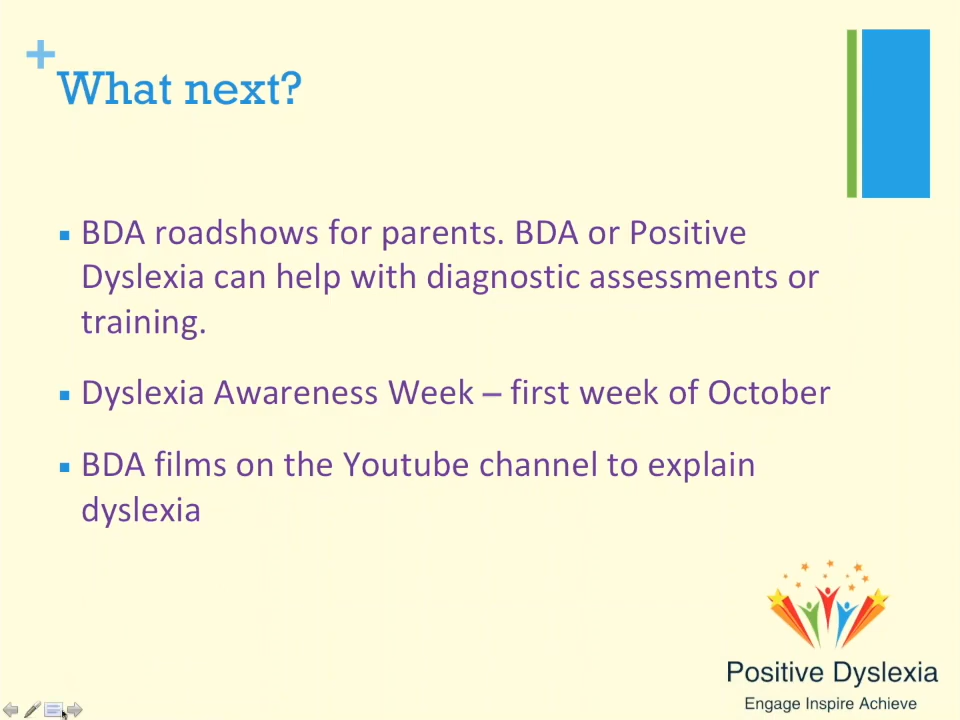 +
What next?
▪ BDA roadshows for parents. BDA or Positive
Dyslexia can help with diagnostic assessments or
training.
▪ Dyslexia Awareness Week – first week of October
▪ BDA films on the Youtube channel to explain
dyslexia
Positive Dyslexia
Engage Inspire Achieve